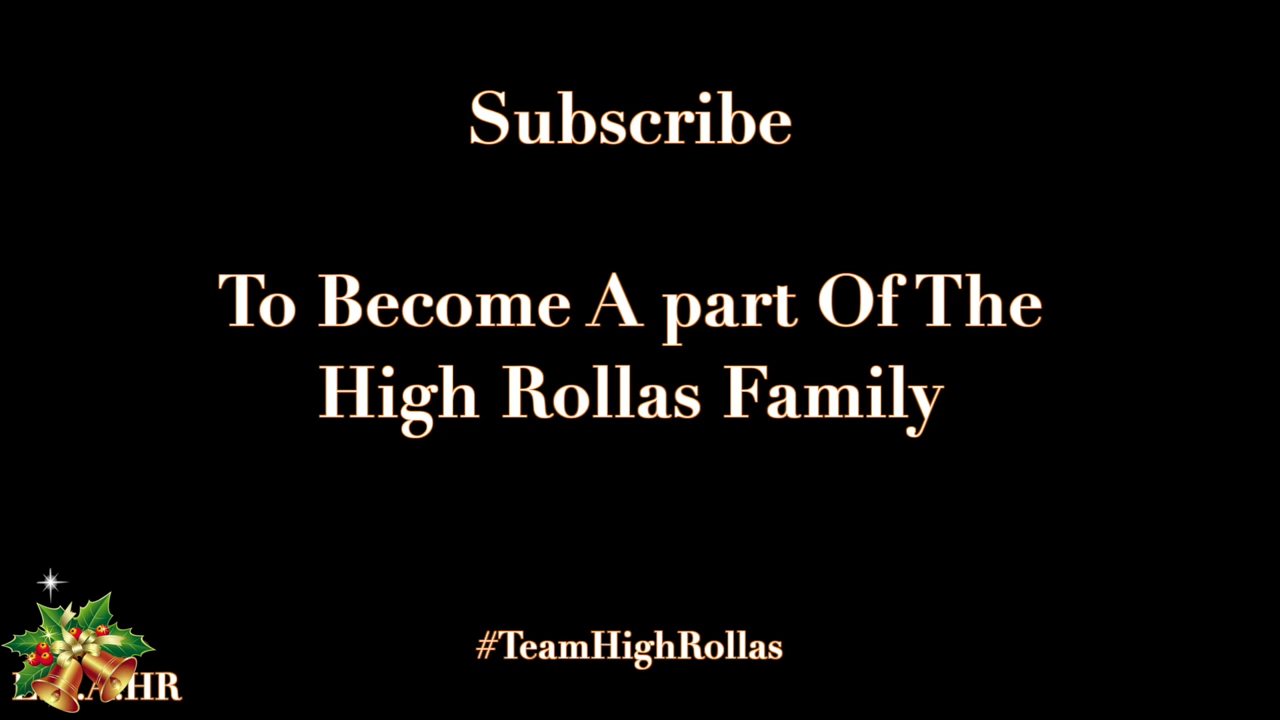 Subscribe
To Become A part Of The
High Rollas Family
#TeamHighRollas